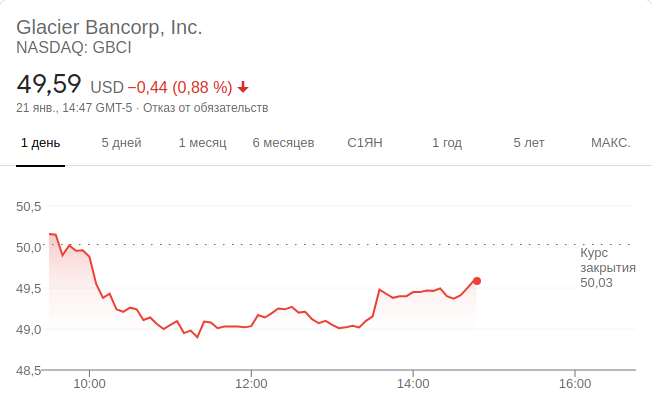 Glacier Bancorp, Inc.
NASDAQ: GBCI
49,59 USD −0,44 (0,88 %)
21 янв., 14:47 GMT-5 · Отказ от обязательств
1 день 5 дней 1 месяц 6 месяцев С1ЯН 1 год 5 лет МАКС.
50,5
50,0
49,5
49,0
48,5
Курс
закрытия
50,03
10:00 12:00 14:00 16:00